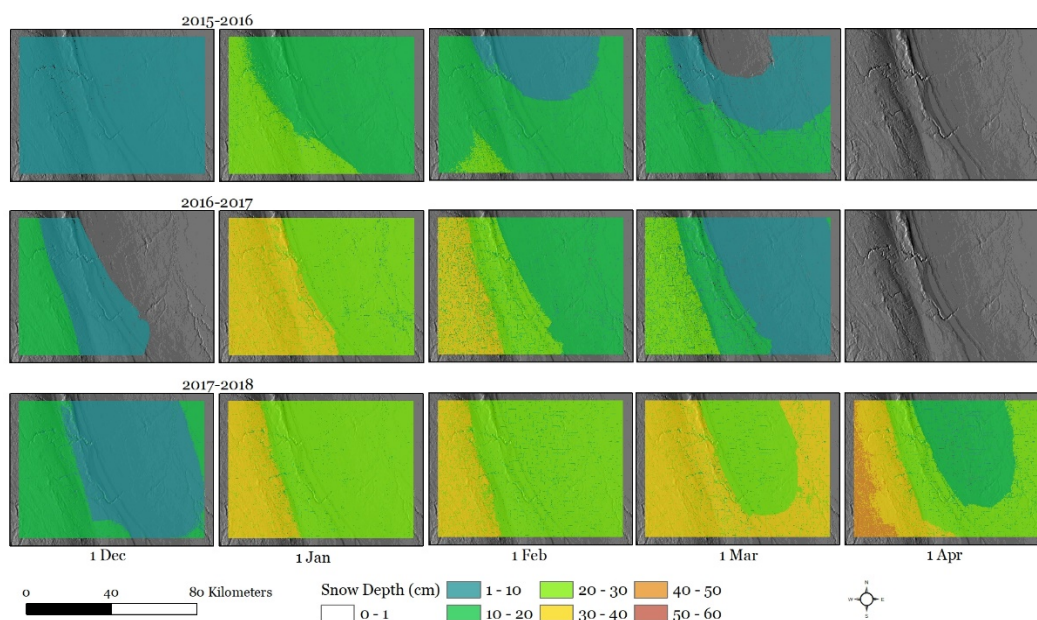 2015-2016
2016-2017
2017-2018
1 Dec
1 Jan
1 Feb
1 Mar
1 Apr
0 40 80 Kilometers
Snow Depth (cm)
0 - 1
1 - 10
10 - 20
20 - 30
30 - 40
40 - 50
50 - 60
N
W E
S